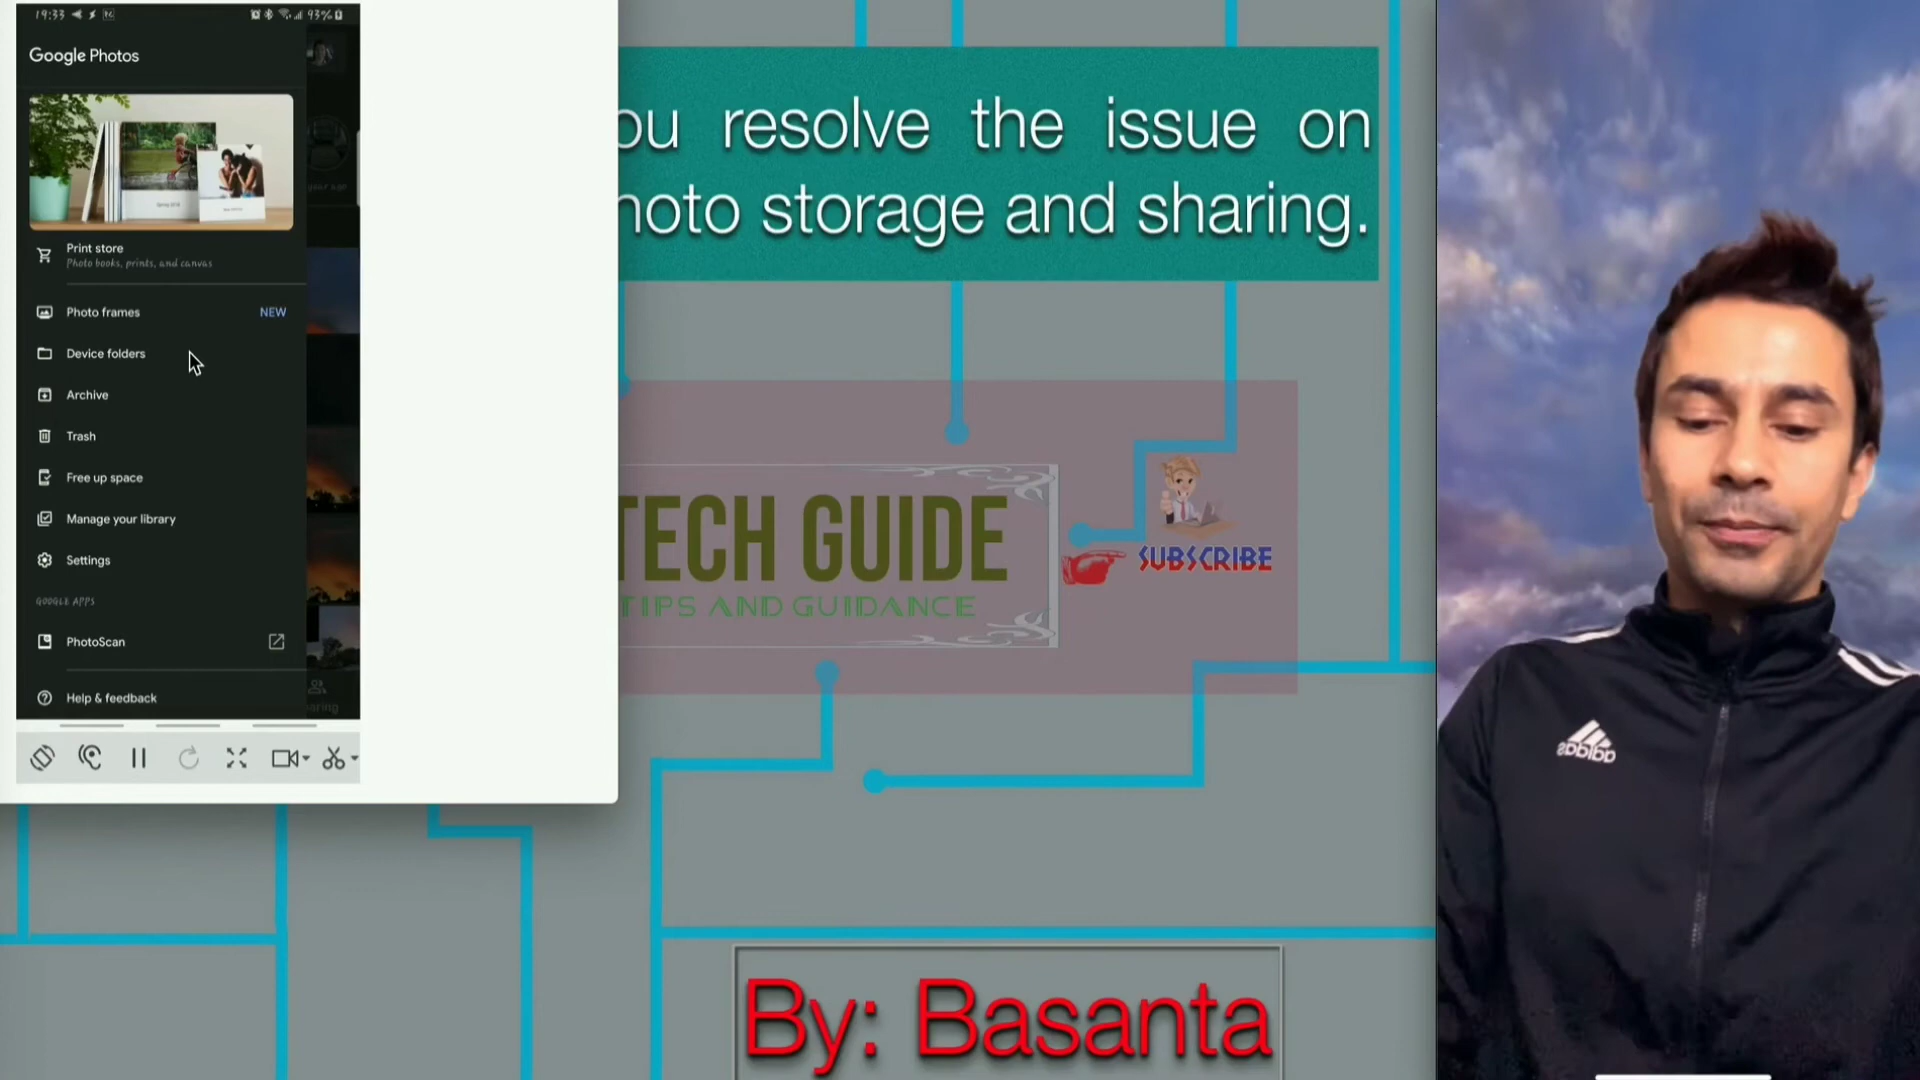 19:33
93%
Google Photos
Print store
Photo books, prints, and canvas
Photo frames NEW
Device folders
Archive
Trash
Free up space
Manage your library
Settings
GOOGLE APPS
PhotoScan
Help & feedback
ou resolve the issue on
hoto storage and sharing.
TECH GUIDE
TIPS AND GUIDANCE
SUBSCRIBE
By: Basanta
adidas